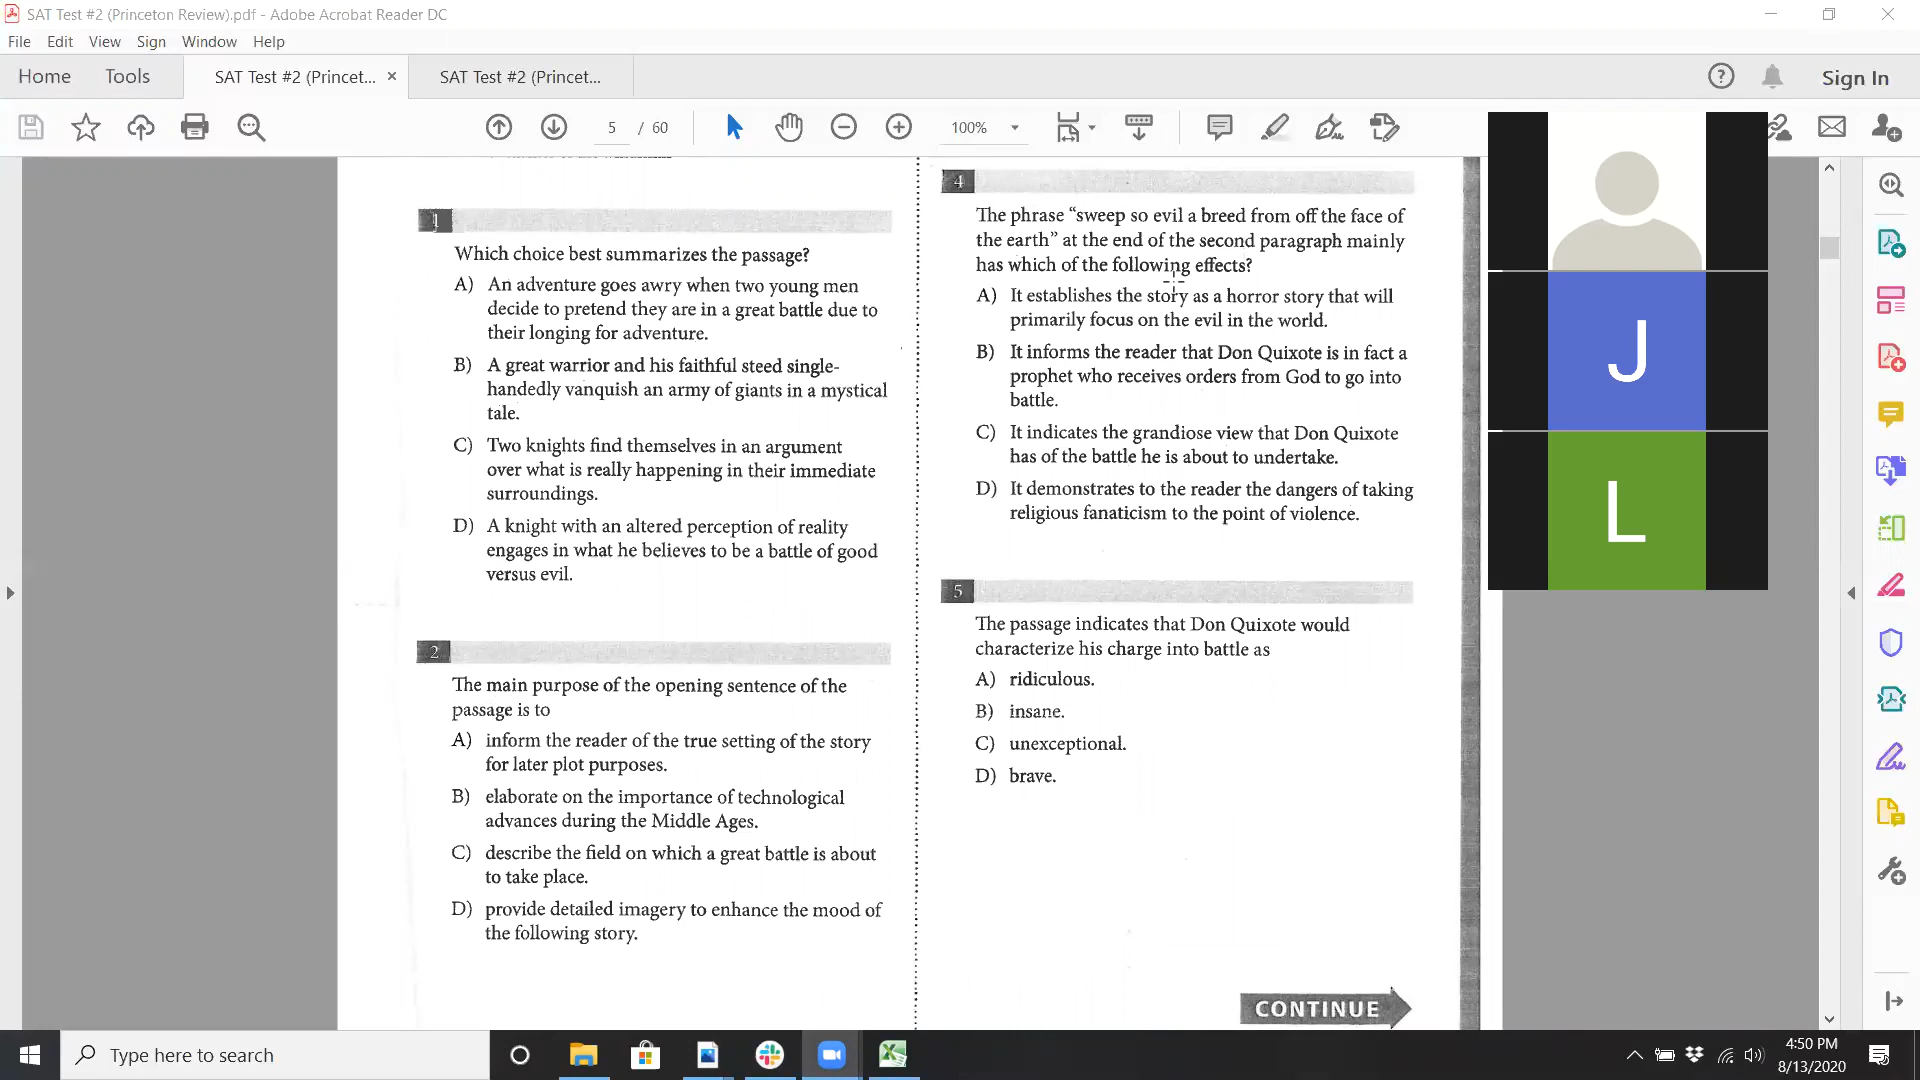 SAT Test #2 (Princeton Review).pdf - Adobe Acrobat Reader DC
File Edit View Sign Window Help
Home Tools SAT Test #2 (Princet... × SAT Test #2 (Princet... Sign In
5 / 60 100%
1
Which choice best summarizes the passage?
A) An adventure goes awry when two young men
decide to pretend they are in a great battle due to
their longing for adventure.
B) A great warrior and his faithful steed single-
handedly vanquish an army of giants in a mystical
tale.
C) Two knights find themselves in an argument
over what is really happening in their immediate
surroundings.
D) A knight with an altered perception of reality
engages in what he believes to be a battle of good
versus evil.
2
The main purpose of the opening sentence of the
passage is to
A) inform the reader of the true setting of the story
for later plot purposes.
B) elaborate on the importance of technological
advances during the Middle Ages.
C) describe the field on which a great battle is about
to take place.
D) provide detailed imagery to enhance the mood of
the following story.
4
The phrase “sweep so evil a breed from off the face of
the earth” at the end of the second paragraph mainly
has which of the following effects?
A) It establishes the story as a horror story that will
primarily focus on the evil in the world.
B) It informs the reader that Don Quixote is in fact a
prophet who receives orders from God to go into
battle.
C) It indicates the grandiose view that Don Quixote
has of the battle he is about to undertake.
D) It demonstrates to the reader the dangers of taking
religious fanaticism to the point of violence.
5
The passage indicates that Don Quixote would
characterize his charge into battle as
A) ridiculous.
B) insane.
C) unexceptional.
D) brave.
CONTINUE
J
L
Type here to search
4:50 PM
8/13/2020